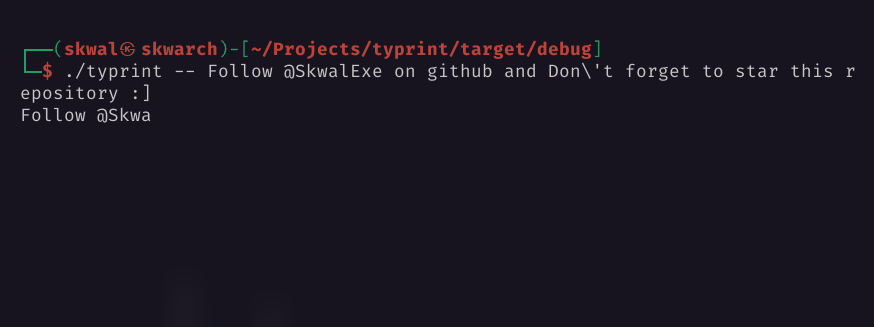 ┌──(skwal㉿skwarch)-[~/Projects/typrint/target/debug]
└─$ ./typrint -- Follow @SkwalExe on github and Don\'t forget to star this r
epository :]
Follow @Skwa